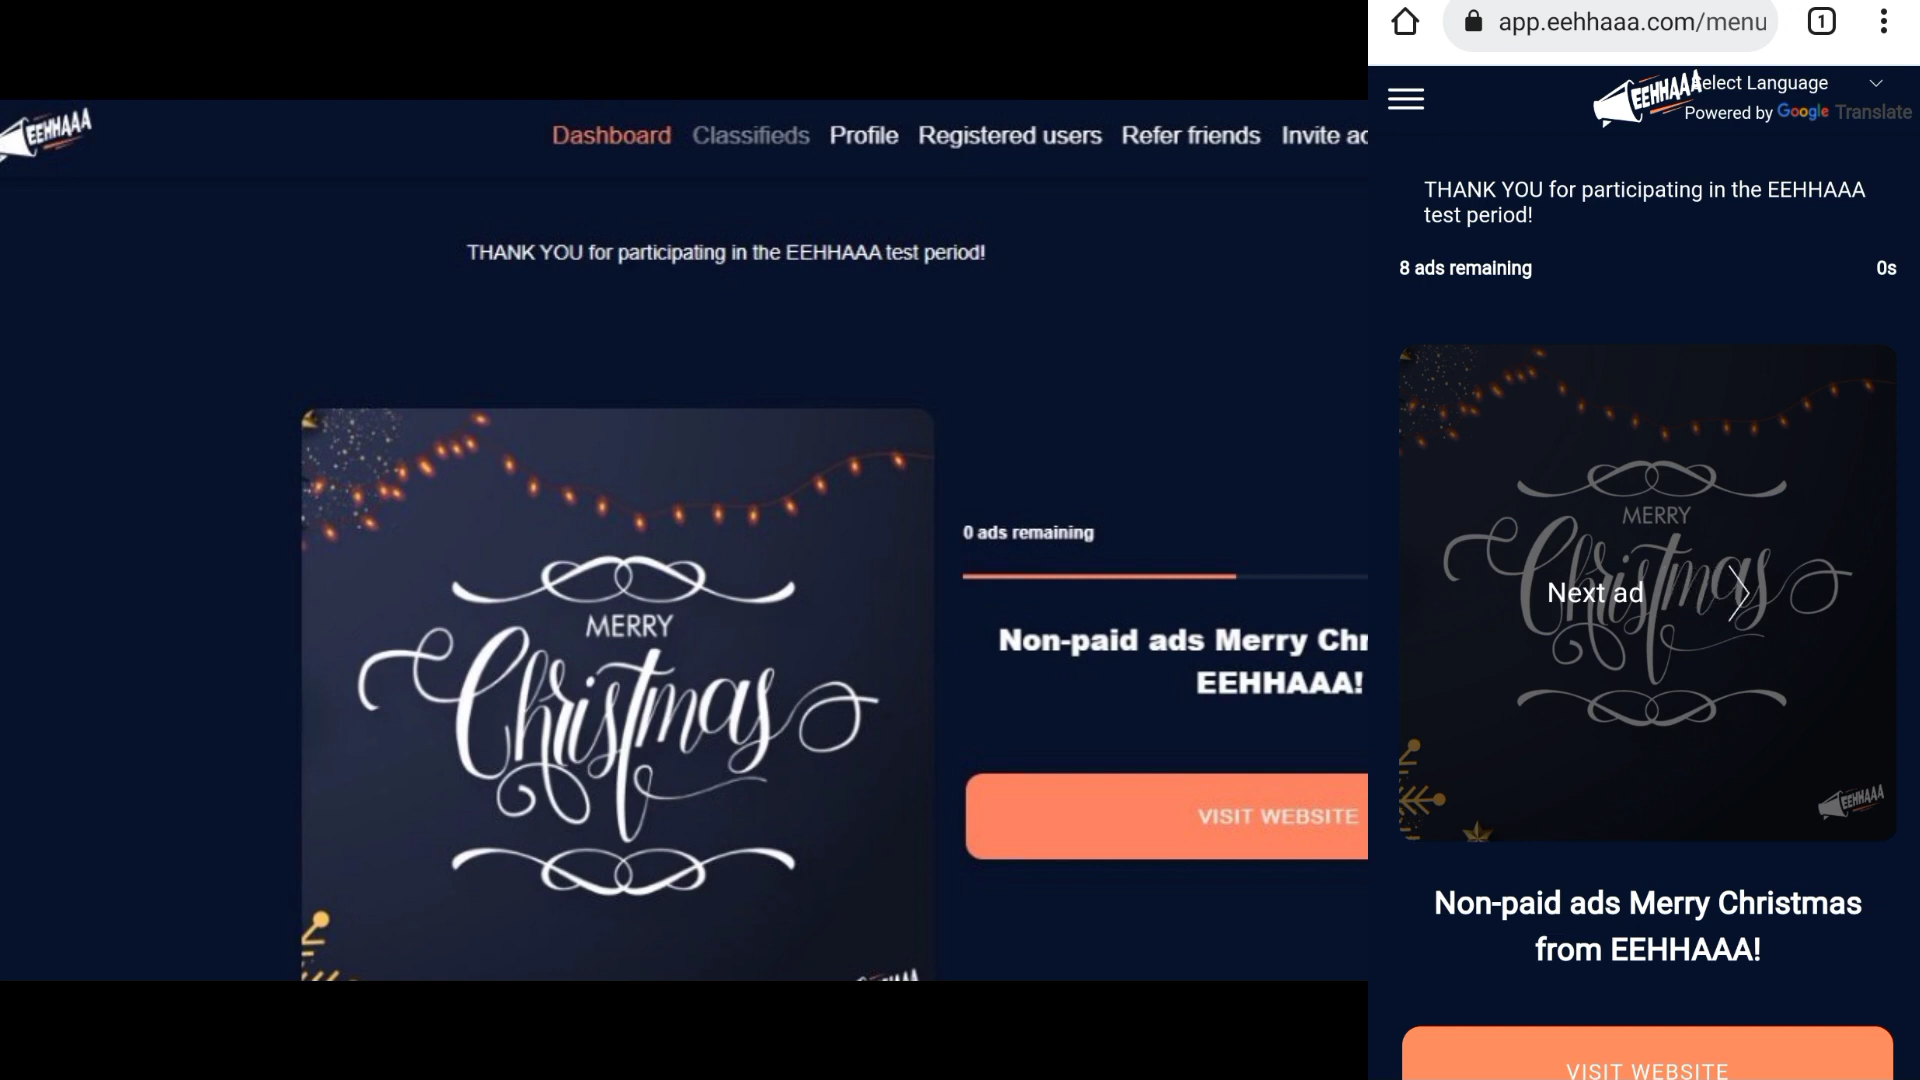 EEHHAAA
Dashboard Classifieds Profile Registered users Refer friends Invite
THANK YOU for participating in the EEHHAAA test period!
MERRY
Christmas
0 ads remaining
Non-paid ads Merry
EEHHAAA!
VISIT WEBSITE
app.eehhaaa.com/menu
1
EEHHAAA
Select Language
Powered by Google Translate
THANK YOU for participating in the EEHHAAA
test period!
8 ads remaining 0s
MERRY
Christmas
Next ad
EEHHAAA
Non-paid ads Merry Christmas
from EEHHAAA!
VISIT WEBSITE